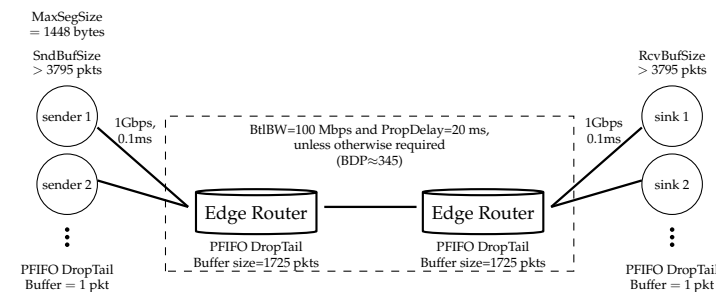 MaxSegSize
= 1448 bytes
SndBufSize
> 3795 pkts
RcvBufSize
> 3795 pkts
sender 1
1Gbps,
0.1ms
BtlBW=100 Mbps and PropDelay=20 ms,
unless otherwise required
(BDP≈345)
1Gbps
0.1ms
sink 1
sender 2
sink 2
Edge Router
Edge Router
PFIFO DropTail
Buffer size=1725 pkts
PFIFO DropTail
Buffer size=1725 pkts
PFIFO DropTail
Buffer = 1 pkt
PFIFO DropTail
Buffer = 1 pkt